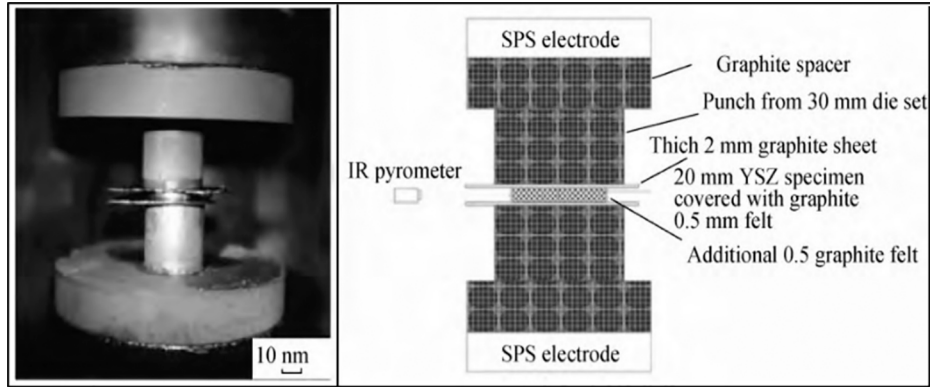 10 nm
SPS electrode
Graphite spacer
Punch from 30 mm die set
Thich 2 mm graphite sheet
IR pyrometer
20 mm YSZ specimen
covered with graphite
0.5 mm felt
Additional 0.5 graphite felt
SPS electrode